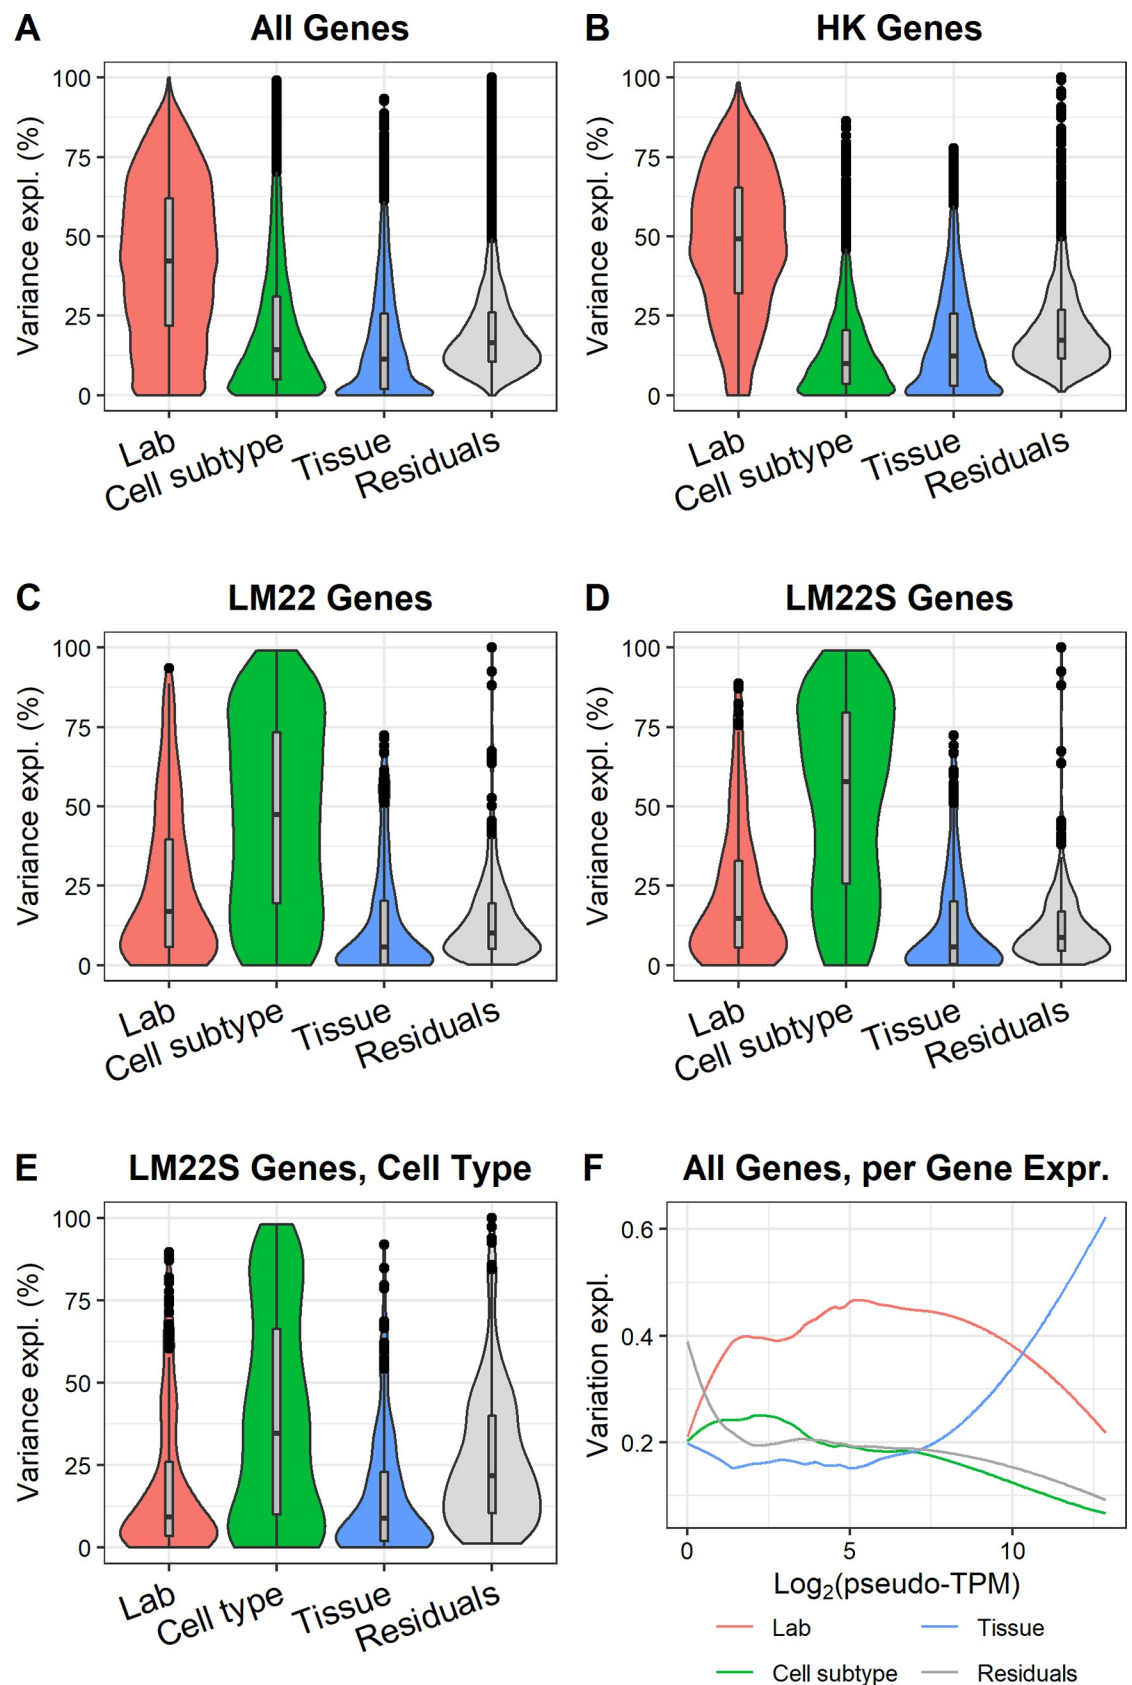 A All Genes
Variance expl. (%)
100
75
50
25
0
Lab
Cell subtype
Tissue
Residuals
B HK Genes
Variance expl. (%)
100
75
50
25
0
Lab
Cell subtype
Tissue
Residuals
C LM22 Genes
Variance expl. (%)
100
75
50
25
0
Lab
Cell subtype
Tissue
Residuals
D LM22S Genes
Variance expl. (%)
100
75
50
25
0
Lab
Cell subtype
Tissue
Residuals
E LM22S Genes, Cell Type
Variance expl. (%)
100
75
50
25
0
Lab
Cell type
Tissue
Residuals
F All Genes, per Gene Expr.
Variation expl.
0.6
0.4
0.2
0 5 10
Log₂(pseudo-TPM)
Lab Tissue
Cell subtype Residuals